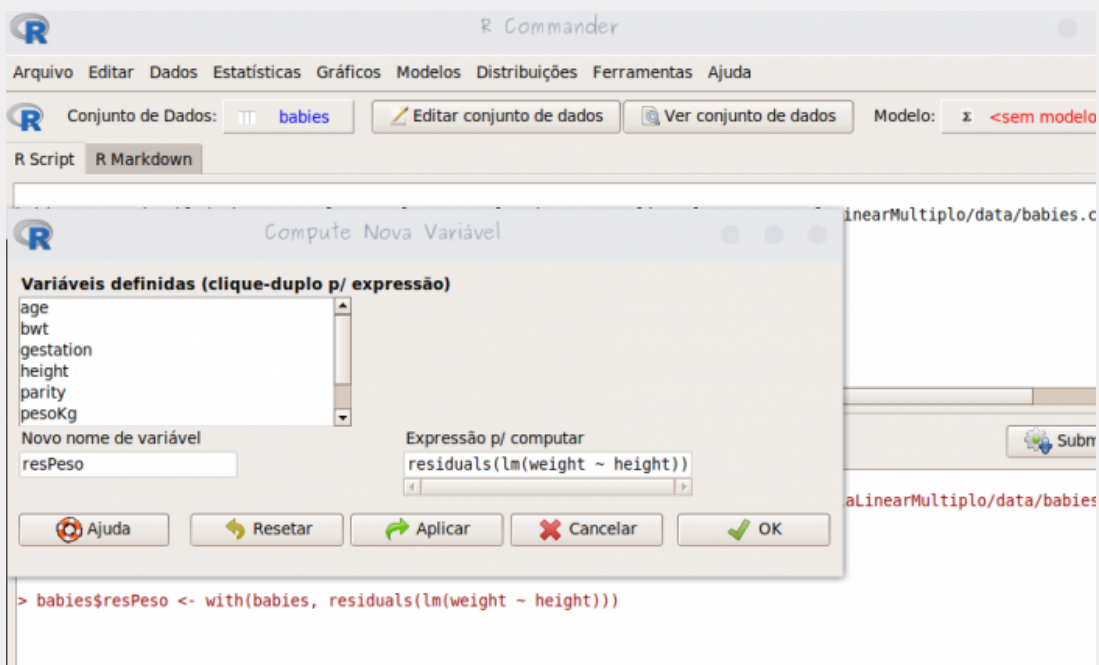 R Commander
Arquivo Editar Dados Estatísticas Gráficos Modelos Distribuições Ferramentas Ajuda
R Conjunto de Dados: babies Editar conjunto de dados Ver conjunto de dados Modelo: Σ <sem modelo
R Script R Markdown
inearMultiplo/data/babies.c
R Compute Nova Variável
Variáveis definidas (clique-duplo p/ expressão)
age
bwt
gestation
height
parity
pesoKg
Novo nome de variável Expressão p/ computar
resPeso residuals(lm(weight ~ height))
Subm
aLinearMultiplo/data/babies
Ajuda Resetar Aplicar Cancelar OK
> babies$resPeso <- with(babies, residuals(lm(weight ~ height)))